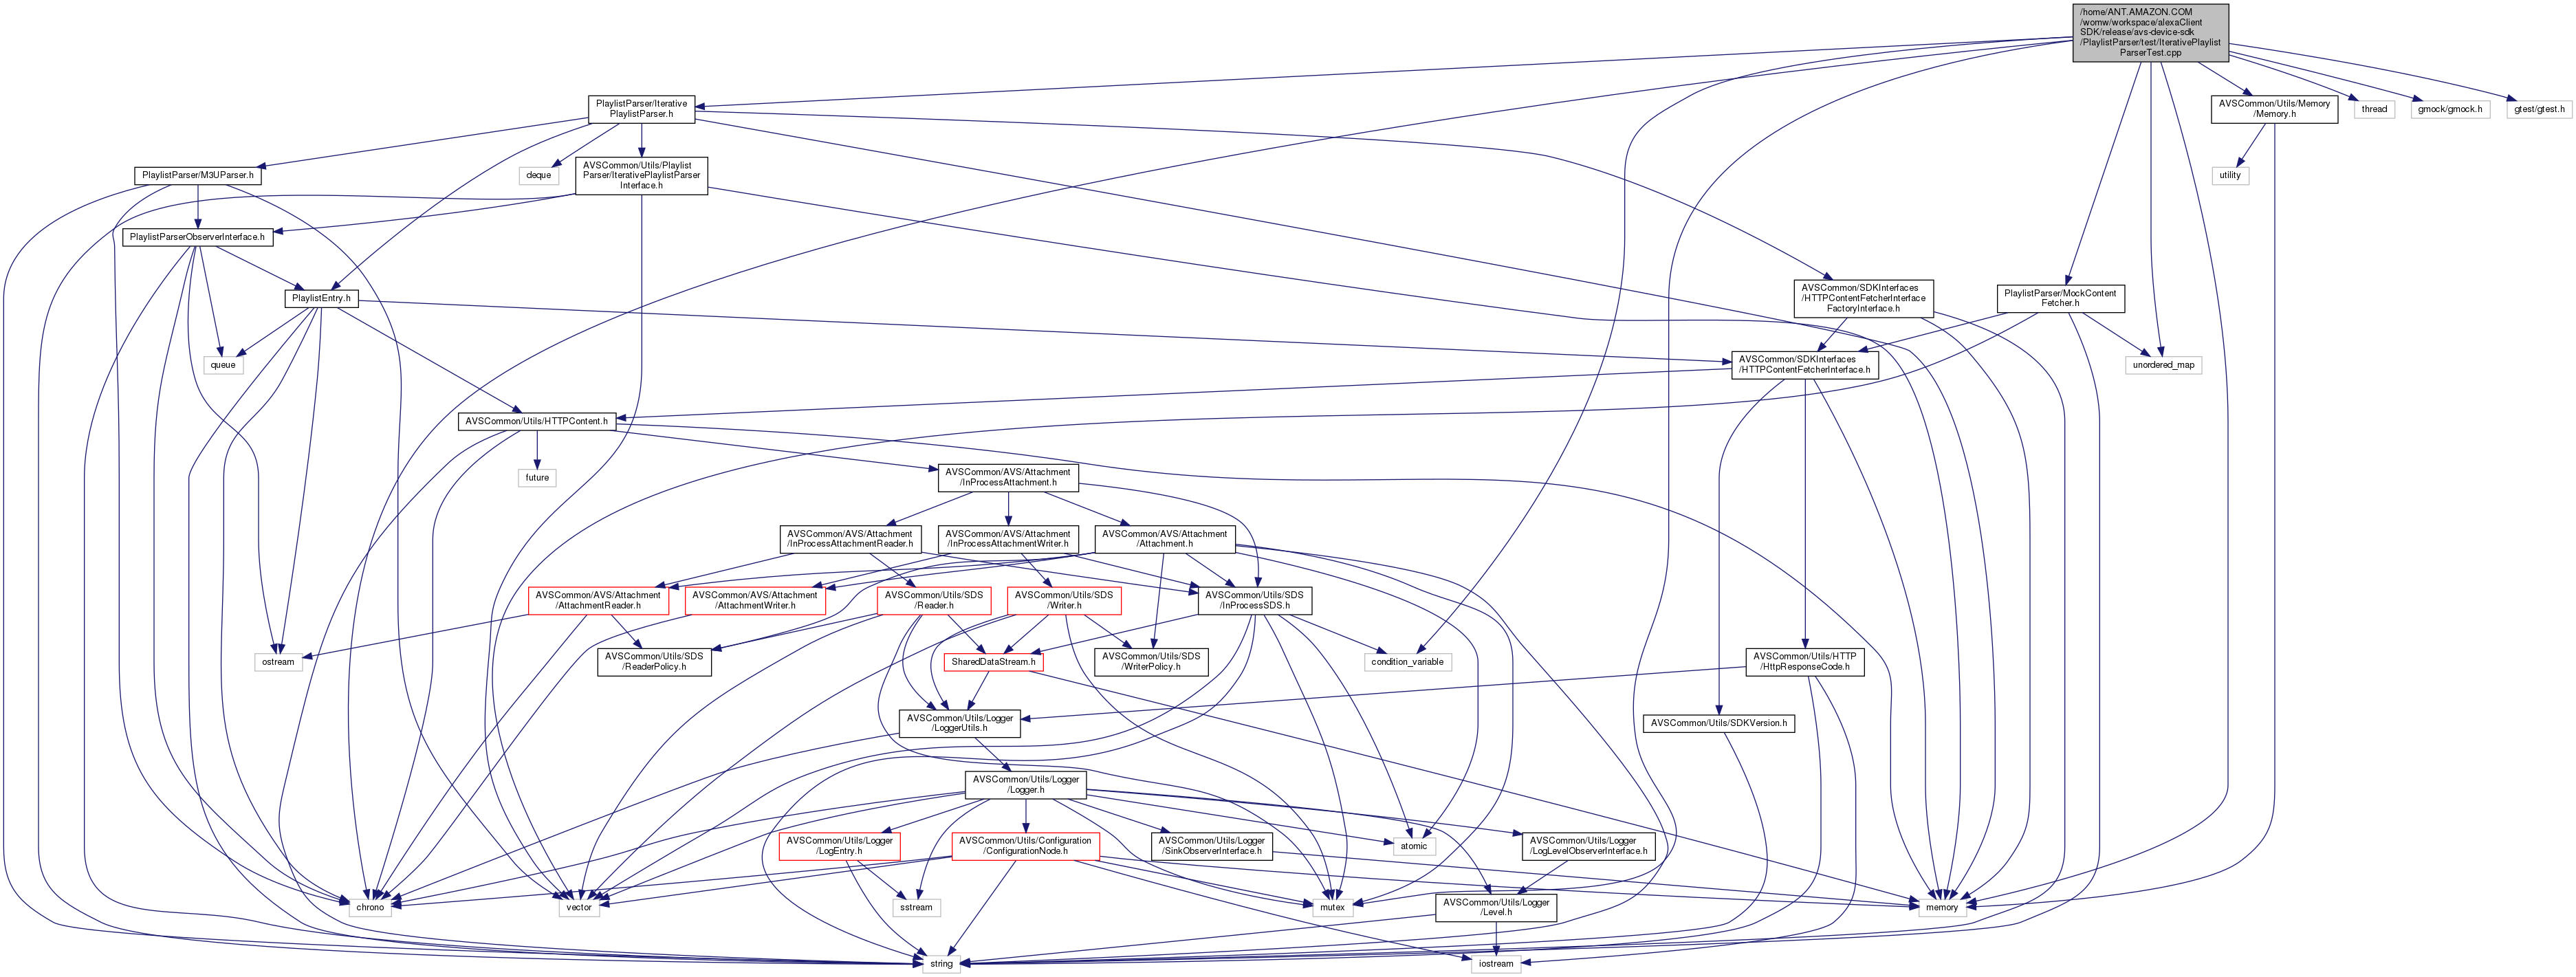 /home/ANT.AMAZON.COM
/womw/workspace/alexaClient
SDK/release/avs-device-sdk
/PlaylistParser/test/IterativePlaylist
ParserTest.cpp
PlaylistParser/Iterative
PlaylistParser.h
AVSCommon/Utils/Memory
/Memory.h
thread
gmock/gmock.h
gtest/gtest.h
PlaylistParser/M3UParser.h
deque
AVSCommon/Utils/Playlist
Parser/IterativePlaylistParser
Interface.h
utility
PlaylistParserObserverInterface.h
PlaylistEntry.h
AVSCommon/SDKInterfaces
/HTTPContentFetcherInterface
FactoryInterface.h
PlaylistParser/MockContent
Fetcher.h
queue
AVSCommon/SDKInterfaces
/HTTPContentFetcherInterface.h
unordered_map
AVSCommon/Utils/HTTPContent.h
future
AVSCommon/AVS/Attachment
/InProcessAttachment.h
AVSCommon/AVS/Attachment
/InProcessAttachmentReader.h
AVSCommon/AVS/Attachment
/InProcessAttachmentWriter.h
AVSCommon/AVS/Attachment
/Attachment.h
AVSCommon/AVS/Attachment
/AttachmentReader.h
AVSCommon/AVS/Attachment
/AttachmentWriter.h
AVSCommon/Utils/SDS
/Reader.h
AVSCommon/Utils/SDS
/Writer.h
AVSCommon/Utils/SDS
/InProcessSDS.h
ostream
AVSCommon/Utils/SDS
/ReaderPolicy.h
SharedDataStream.h
AVSCommon/Utils/SDS
/WriterPolicy.h
condition_variable
AVSCommon/Utils/HTTP
/HttpResponseCode.h
AVSCommon/Utils/Logger
/LoggerUtils.h
AVSCommon/Utils/SDKVersion.h
AVSCommon/Utils/Logger
/Logger.h
AVSCommon/Utils/Logger
/LogEntry.h
AVSCommon/Utils/Configuration
/ConfigurationNode.h
AVSCommon/Utils/Logger
/SinkObserverInterface.h
atomic
AVSCommon/Utils/Logger
/LogLevelObserverInterface.h
chrono
vector
sstream
mutex
AVSCommon/Utils/Logger
/Level.h
memory
string
iostream